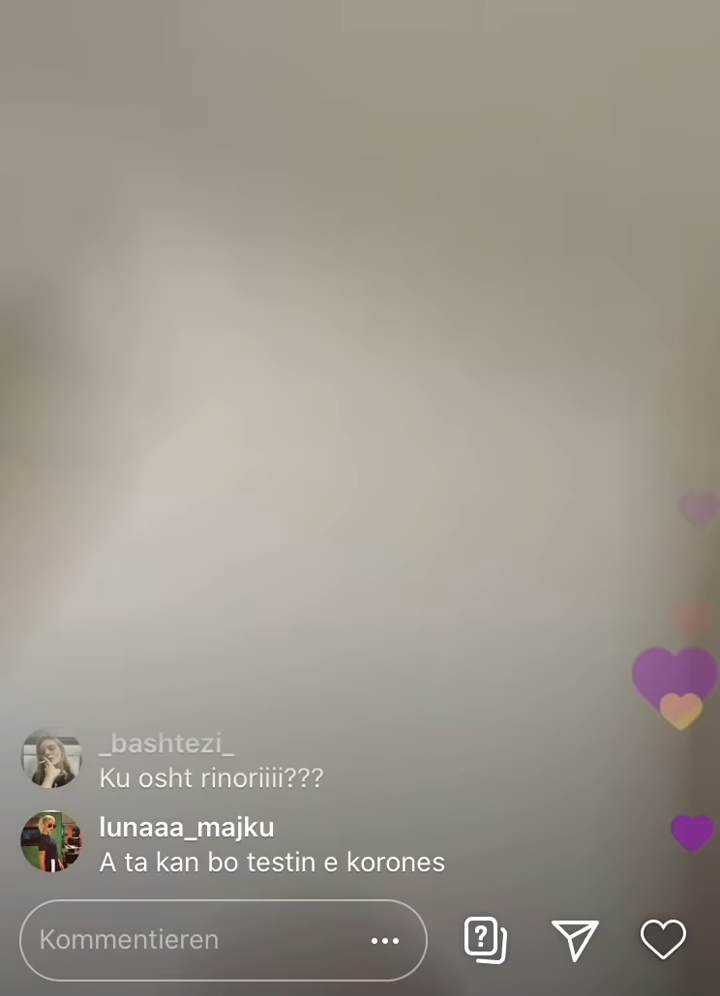 _bashtezi_
Ku osht rinoriiii???
lunaaa_majku
A ta kan bo testin e korones
Kommentieren
?